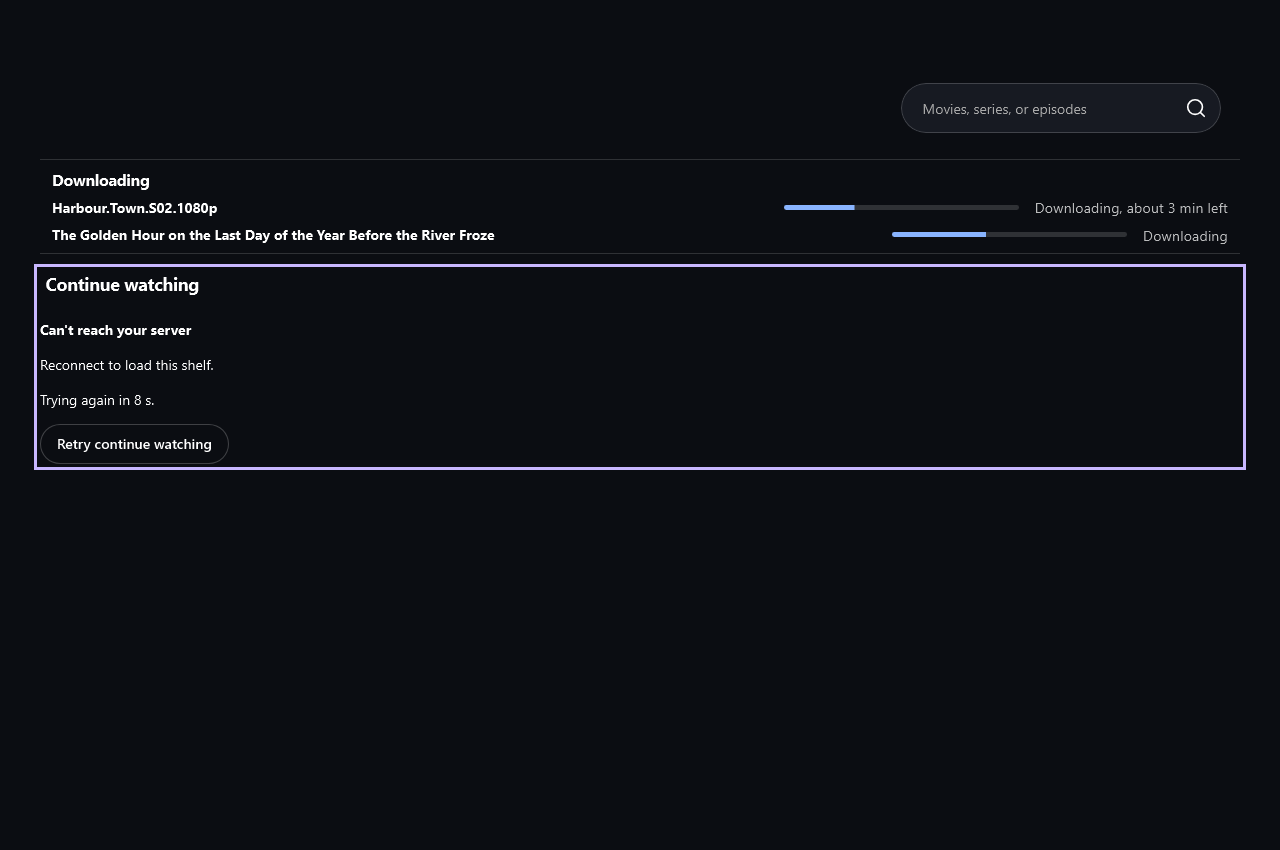 Movies, series, or episodes
Downloading
Harbour.Town.S02.1080p
Downloading, about 3 min left
The Golden Hour on the Last Day of the Year Before the River Froze
Downloading
Continue watching
Can't reach your server
Reconnect to load this shelf.
Trying again in 8 s.
Retry continue watching